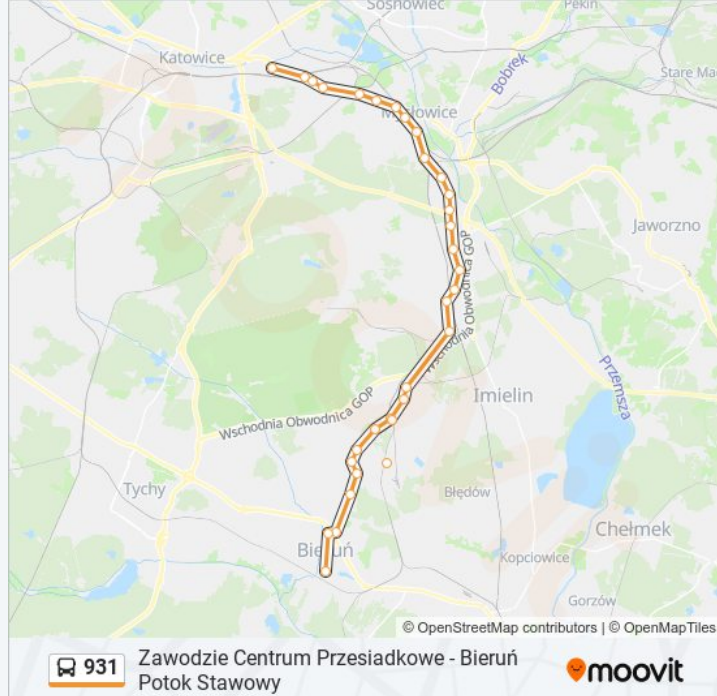 Sosnowiec
Pekin
Katowice
Bobrek
Stare Ma
Mysłowice
Jaworzno
Wschodnia Obwodnica GOP
Przemsza
Imielin
Wschodnia Obwodnica GOP
Tychy
Błędów
Chełmek
Bieruń
Kopciowice
Gorzów
© OpenStreetMap contributors | © OpenMapTiles
931
Zawodzie Centrum Przesiadkowe - Bieruń
Potok Stawowy
moovit